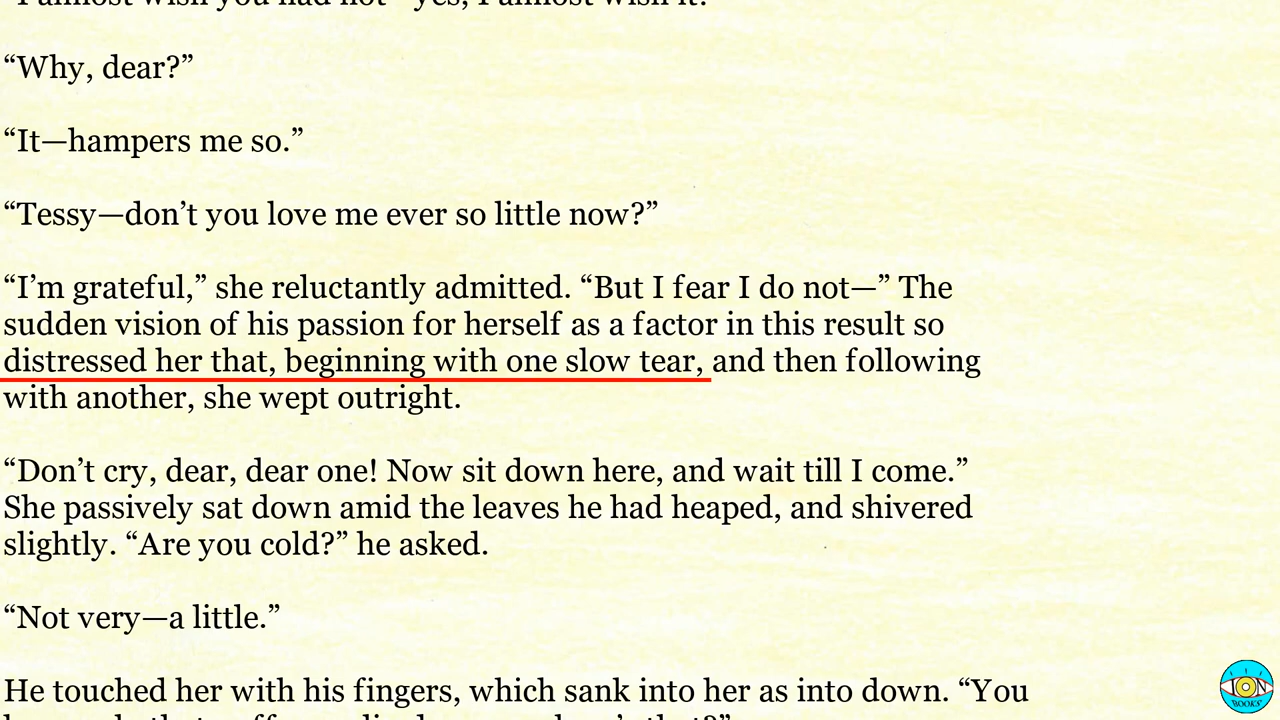 “Why, dear?”
“It—hampers me so.”
“Tessy—don’t you love me ever so little now?”
“I’m grateful,” she reluctantly admitted. “But I fear I do not—” The
sudden vision of his passion for herself as a factor in this result so
distressed her that, beginning with one slow tear, and then following
with another, she wept outright.
“Don’t cry, dear, dear one! Now sit down here, and wait till I come.”
She passively sat down amid the leaves he had heaped, and shivered
slightly. “Are you cold?” he asked.
“Not very—a little.”
He touched her with his fingers, which sank into her as into down. “You
ION
BOOKS